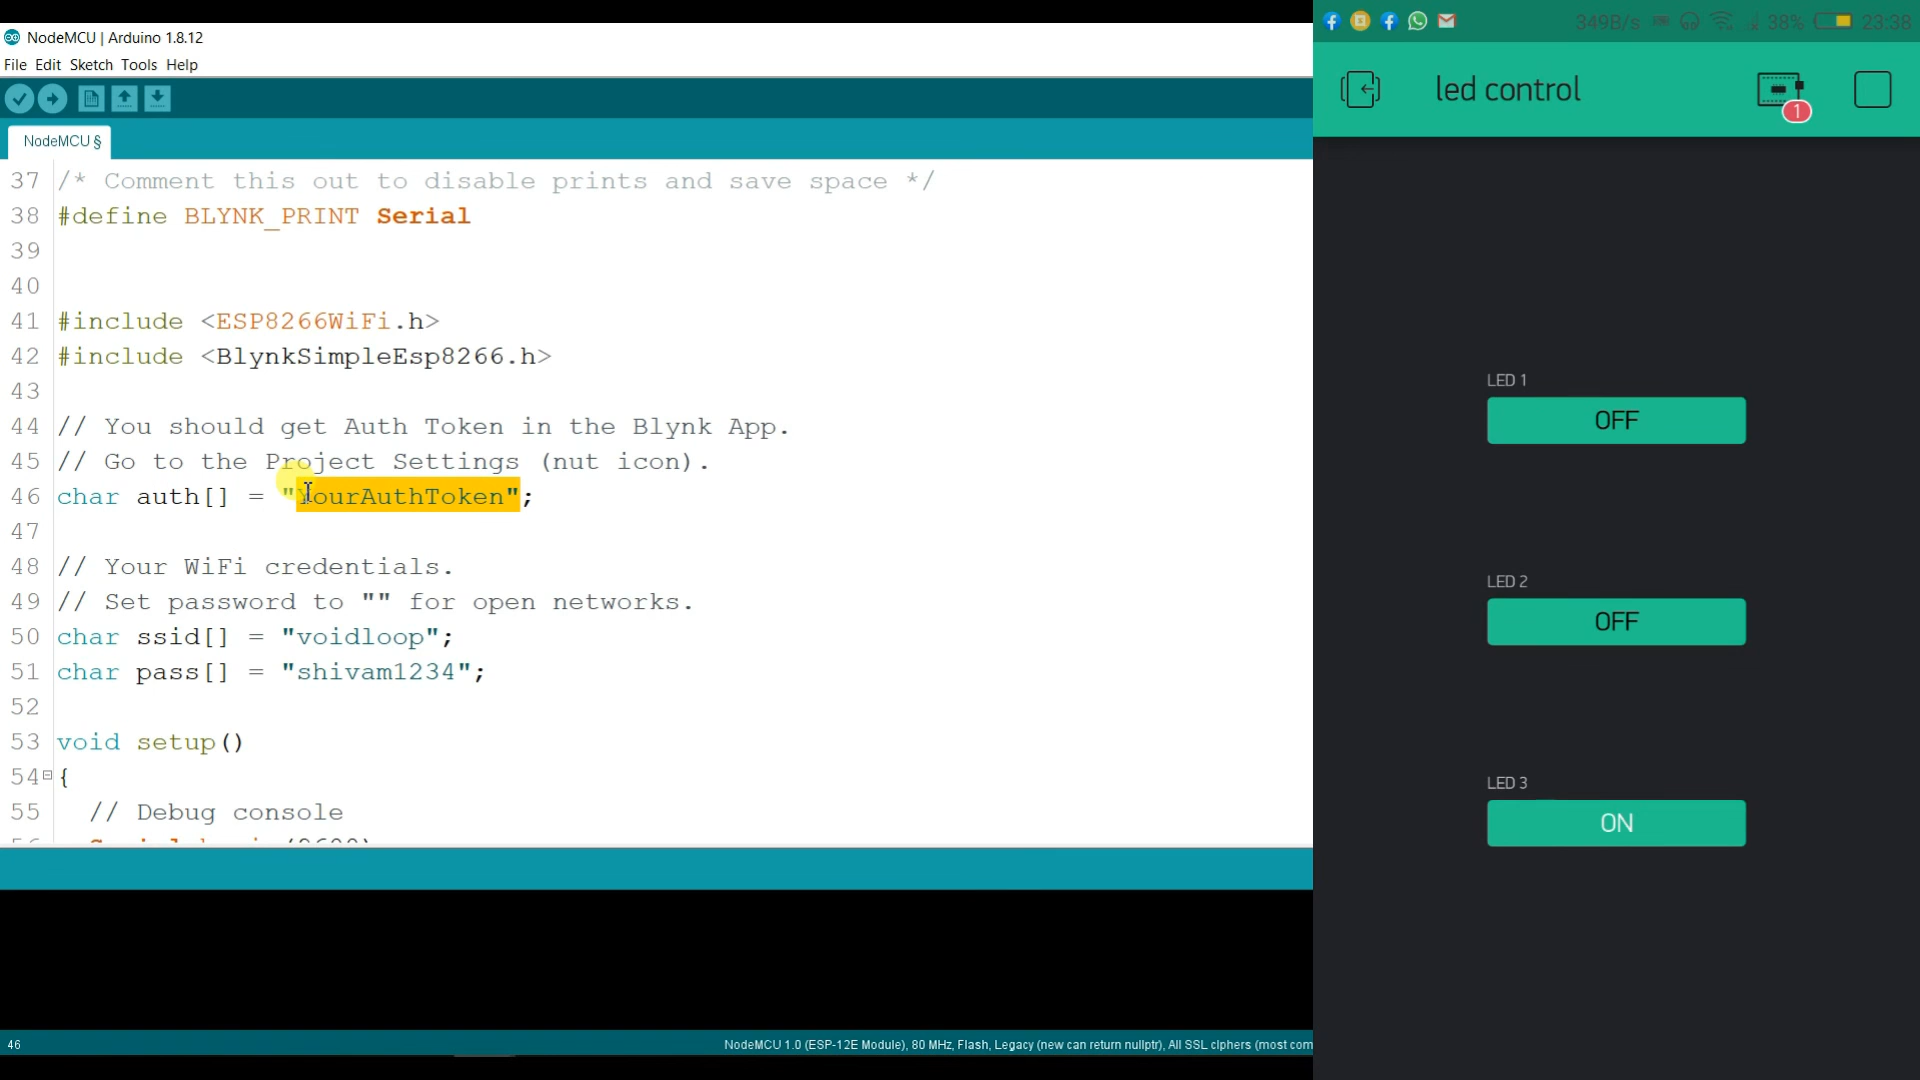 NodeMCU | Arduino 1.8.12
File Edit Sketch Tools Help
NodeMCU §
37 /* Comment this out to disable prints and save space */
38 #define BLYNK_PRINT Serial
39
40
41 #include <ESP8266WiFi.h>
42 #include <BlynkSimpleEsp8266.h>
43
44 // You should get Auth Token in the Blynk App.
45 // Go to the Project Settings (nut icon).
46 char auth[] = "YourAuthToken";
47
48 // Your WiFi credentials.
49 // Set password to "" for open networks.
50 char ssid[] = "voidloop";
51 char pass[] = "shivam1234";
52
53 void setup()
54 {
55 // Debug console
46
NodeMCU 1.0 (ESP-12E Module), 80 MHz, Flash, Legacy (new can return nullptr), All SSL ciphers (most com
349B/s 38% 23:38
led control
1
LED 1
OFF
LED 2
OFF
LED 3
ON